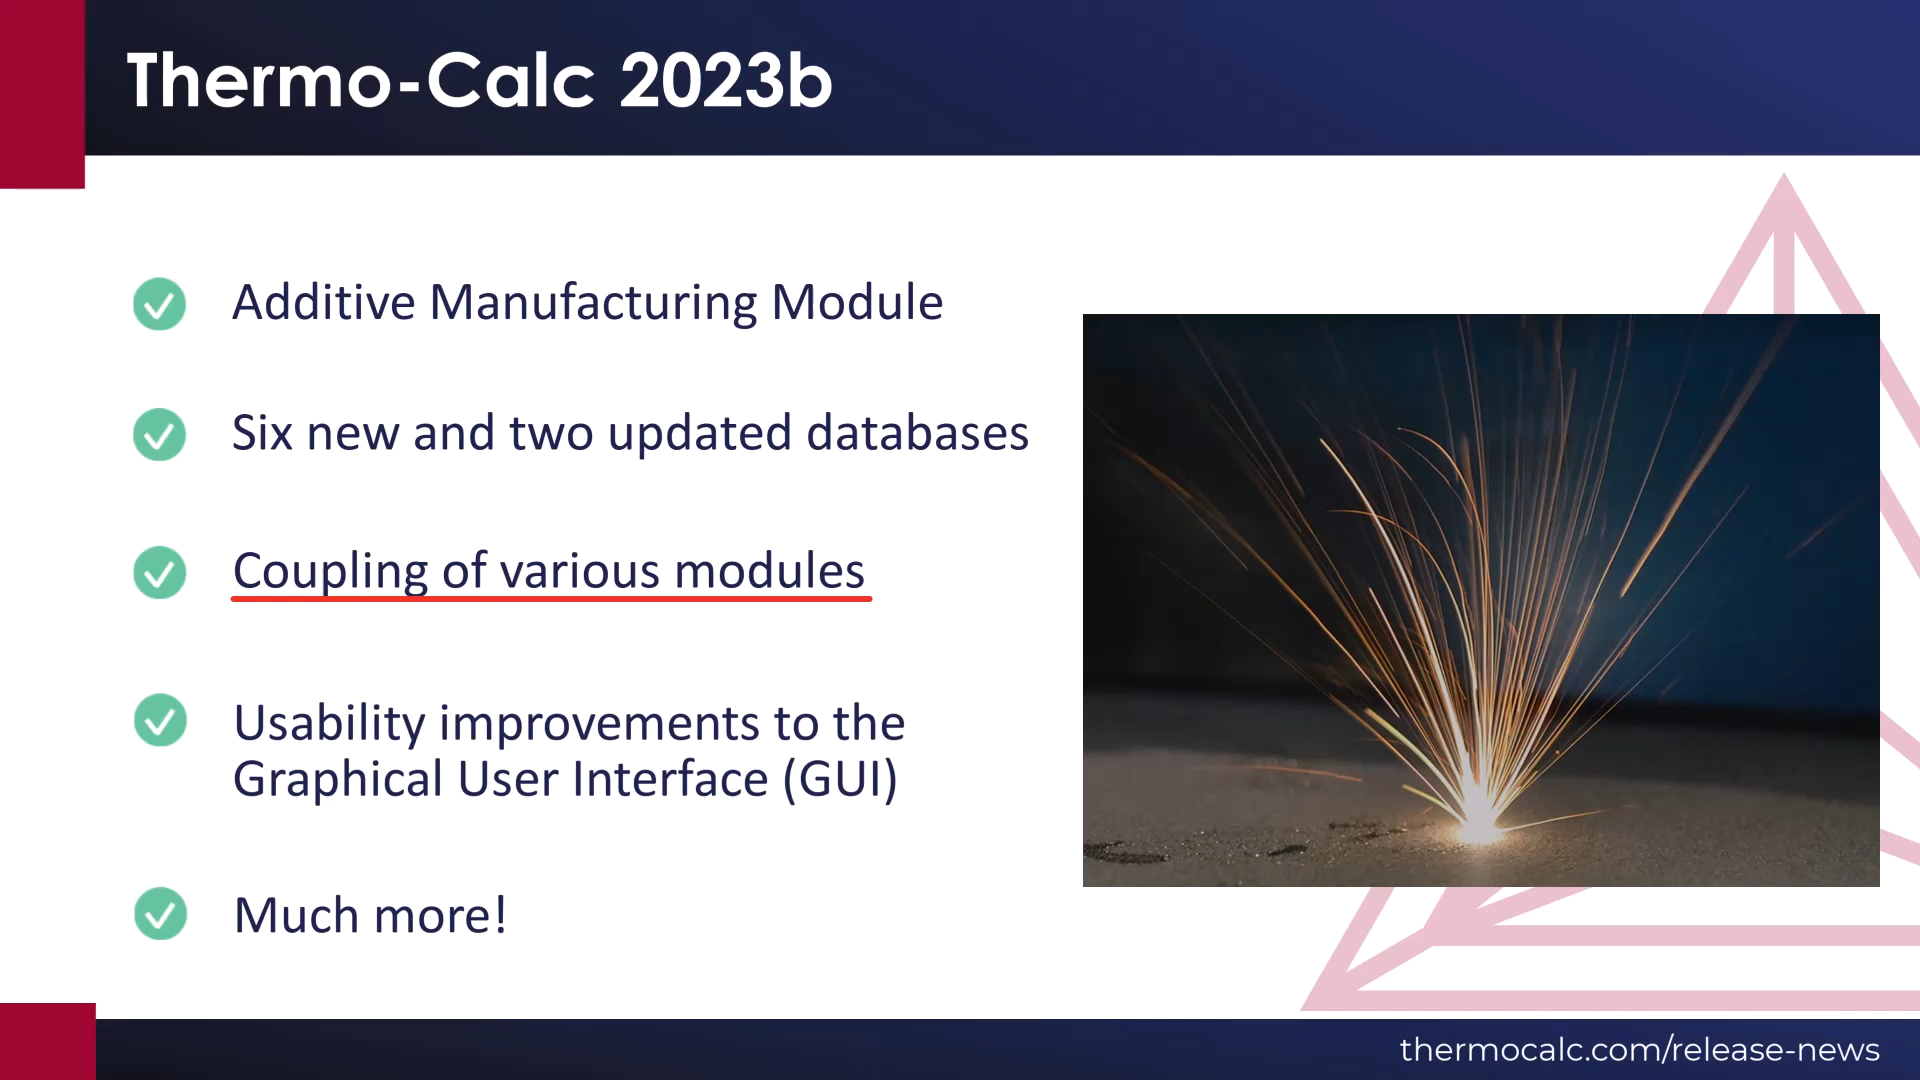 Thermo-Calc 2023b
Additive Manufacturing Module
Six new and two updated databases
Coupling of various modules
Usability improvements to the
Graphical User Interface (GUI)
Much more!
thermocalc.com/release-news